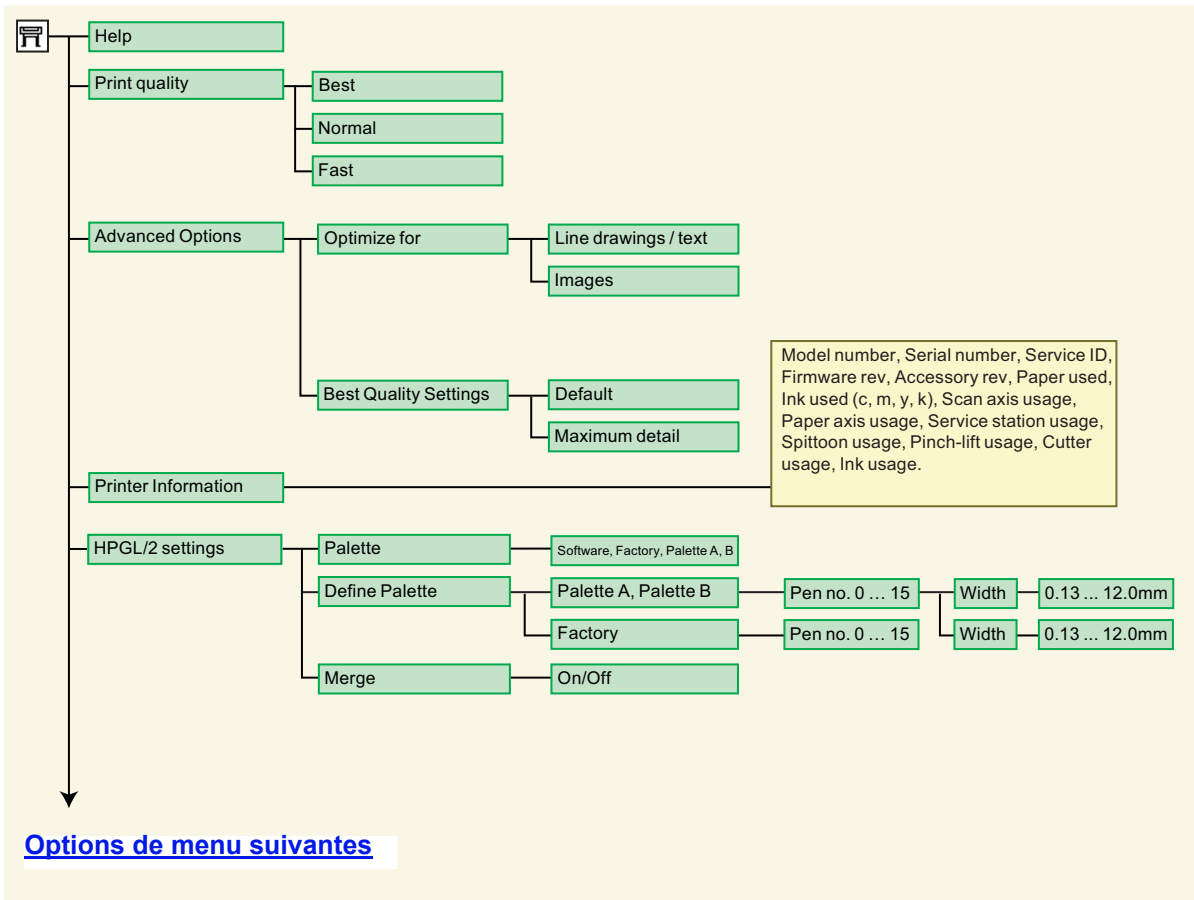 Help
Print quality
Best
Normal
Fast
Advanced Options
Optimize for
Line drawings / text
Images
Best Quality Settings
Default
Maximum detail
Model number, Serial number, Service ID,
Firmware rev, Accessory rev, Paper used,
Ink used (c, m, y, k), Scan axis usage,
Paper axis usage, Service station usage,
Spittoon usage, Pinch-lift usage, Cutter
usage, Ink usage.
Printer Information
HPGL/2 settings
Palette
Software, Factory, Palette A, B
Define Palette
Palette A, Palette B
Pen no. 0 ... 15
Width
0.13 ... 12.0mm
Factory
Pen no. 0 ... 15
Width
0.13 ... 12.0mm
Merge
On/Off
Options de menu suivantes